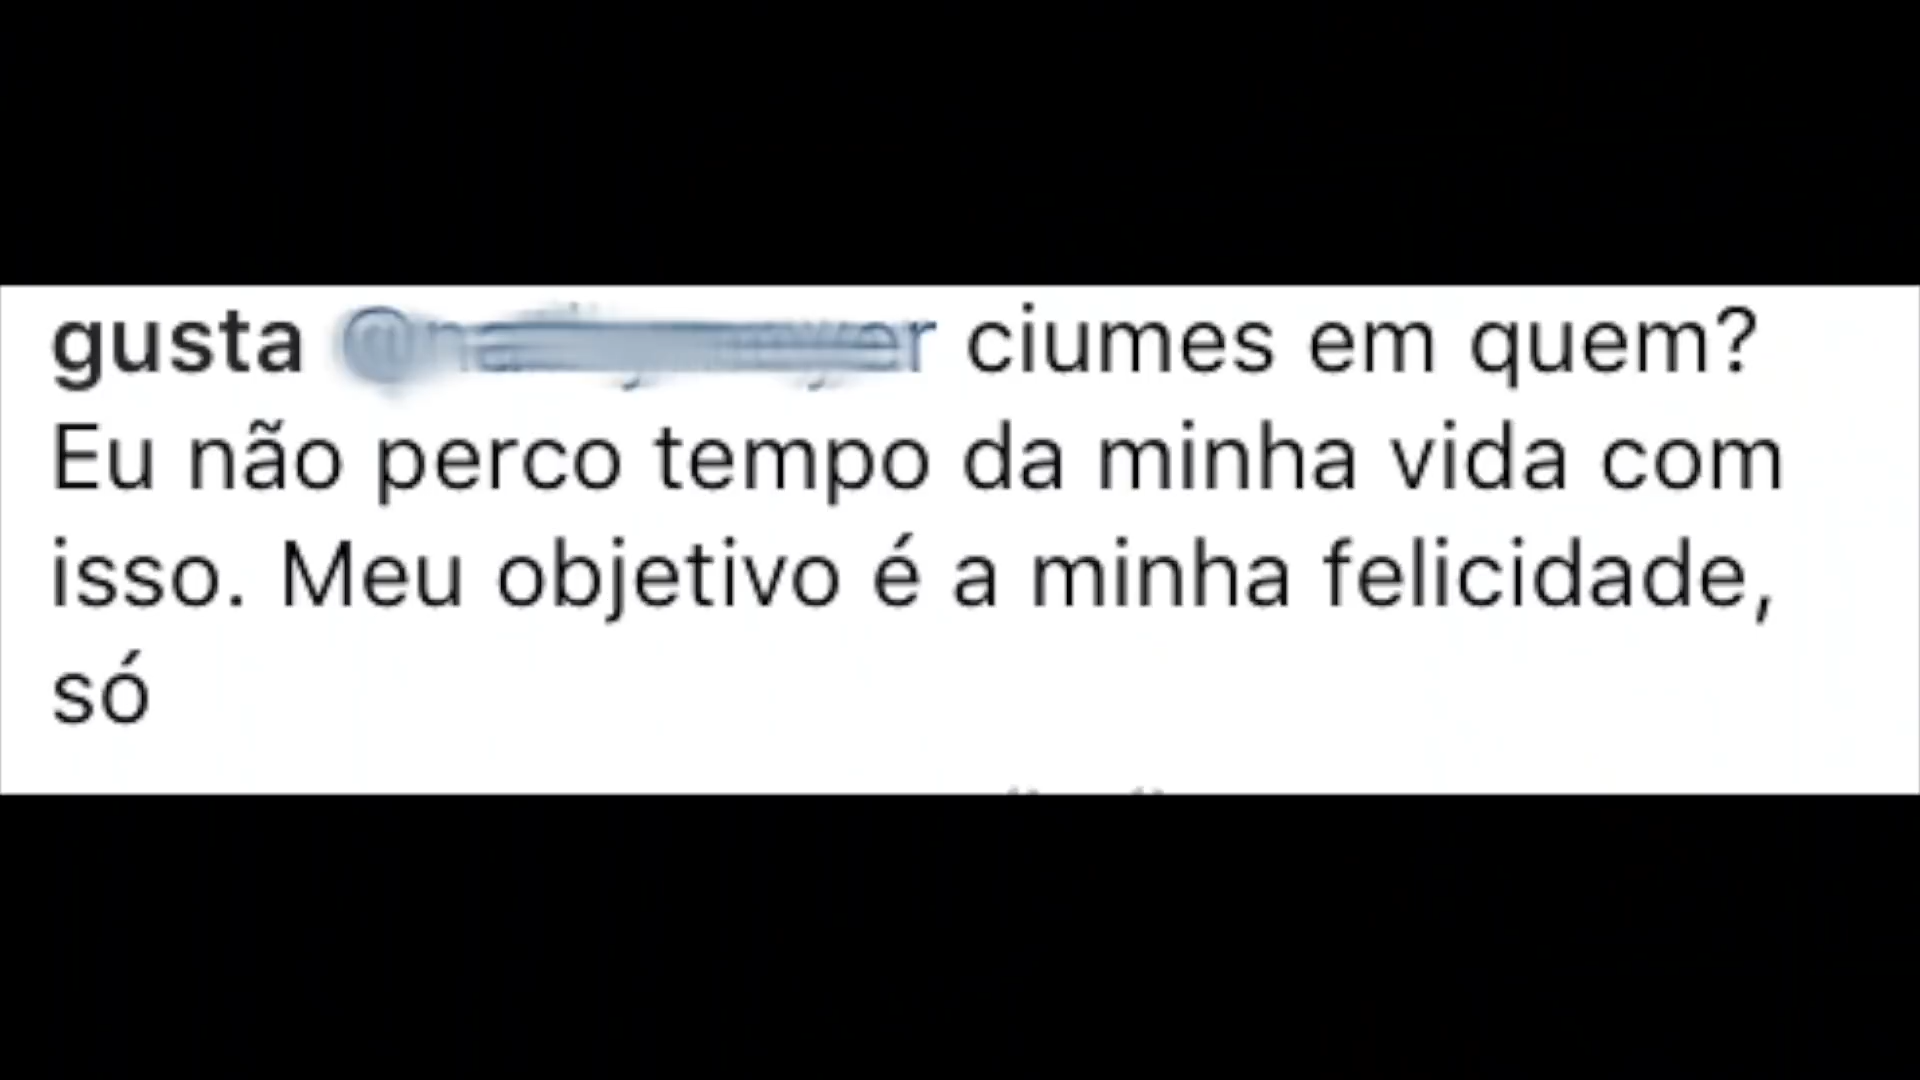 gusta ciumes em quem?
Eu não perco tempo da minha vida com
isso. Meu objetivo é a minha felicidade,
só